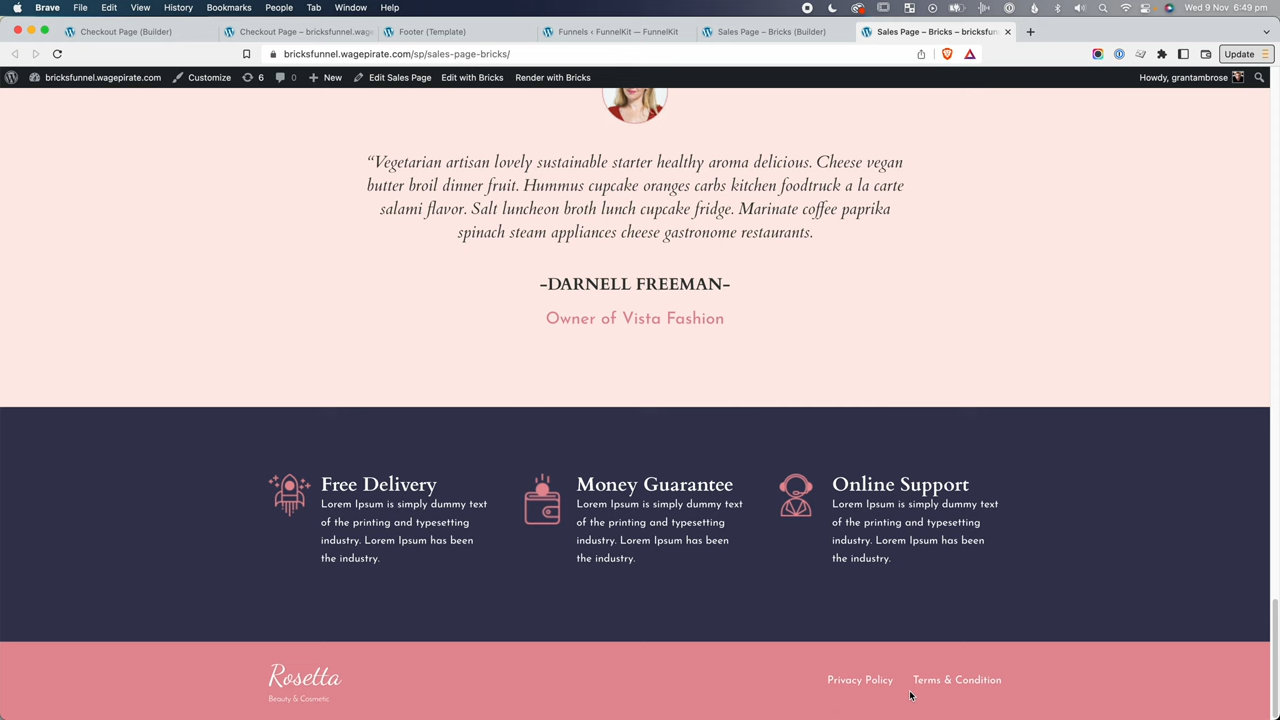 Brave File Edit View History Bookmarks People Tab Window Help
Wed 9 Nov 6:49 pm
Checkout Page (Builder)
Checkout Page – bricksfunnel.wage
Footer (Template)
Funnels ‹ FunnelKit — FunnelKit
Sales Page – Bricks (Builder)
Sales Page – Bricks – bricksfun
bricksfunnel.wagepirate.com/sp/sales-page-bricks/
Update
bricksfunnel.wagepirate.com Customize 6 0 New Edit Sales Page Edit with Bricks Render with Bricks
Howdy, grantambrose
“Vegetarian artisan lovely sustainable starter healthy aroma delicious. Cheese vegan
butter broil dinner fruit. Hummus cupcake oranges carbs kitchen foodtruck a la carte
salami flavor. Salt luncheon broth lunch cupcake fridge. Marinate coffee paprika
spinach steam appliances cheese gastronome restaurants.
-DARNELL FREEMAN-
Owner of Vista Fashion
Free Delivery
Lorem Ipsum is simply dummy text
of the printing and typesetting
industry. Lorem Ipsum has been
the industry.
Money Guarantee
Lorem Ipsum is simply dummy text
of the printing and typesetting
industry. Lorem Ipsum has been
the industry.
Online Support
Lorem Ipsum is simply dummy text
of the printing and typesetting
industry. Lorem Ipsum has been
the industry.
Rosetta
Beauty & Cosmetic
Privacy Policy
Terms & Condition